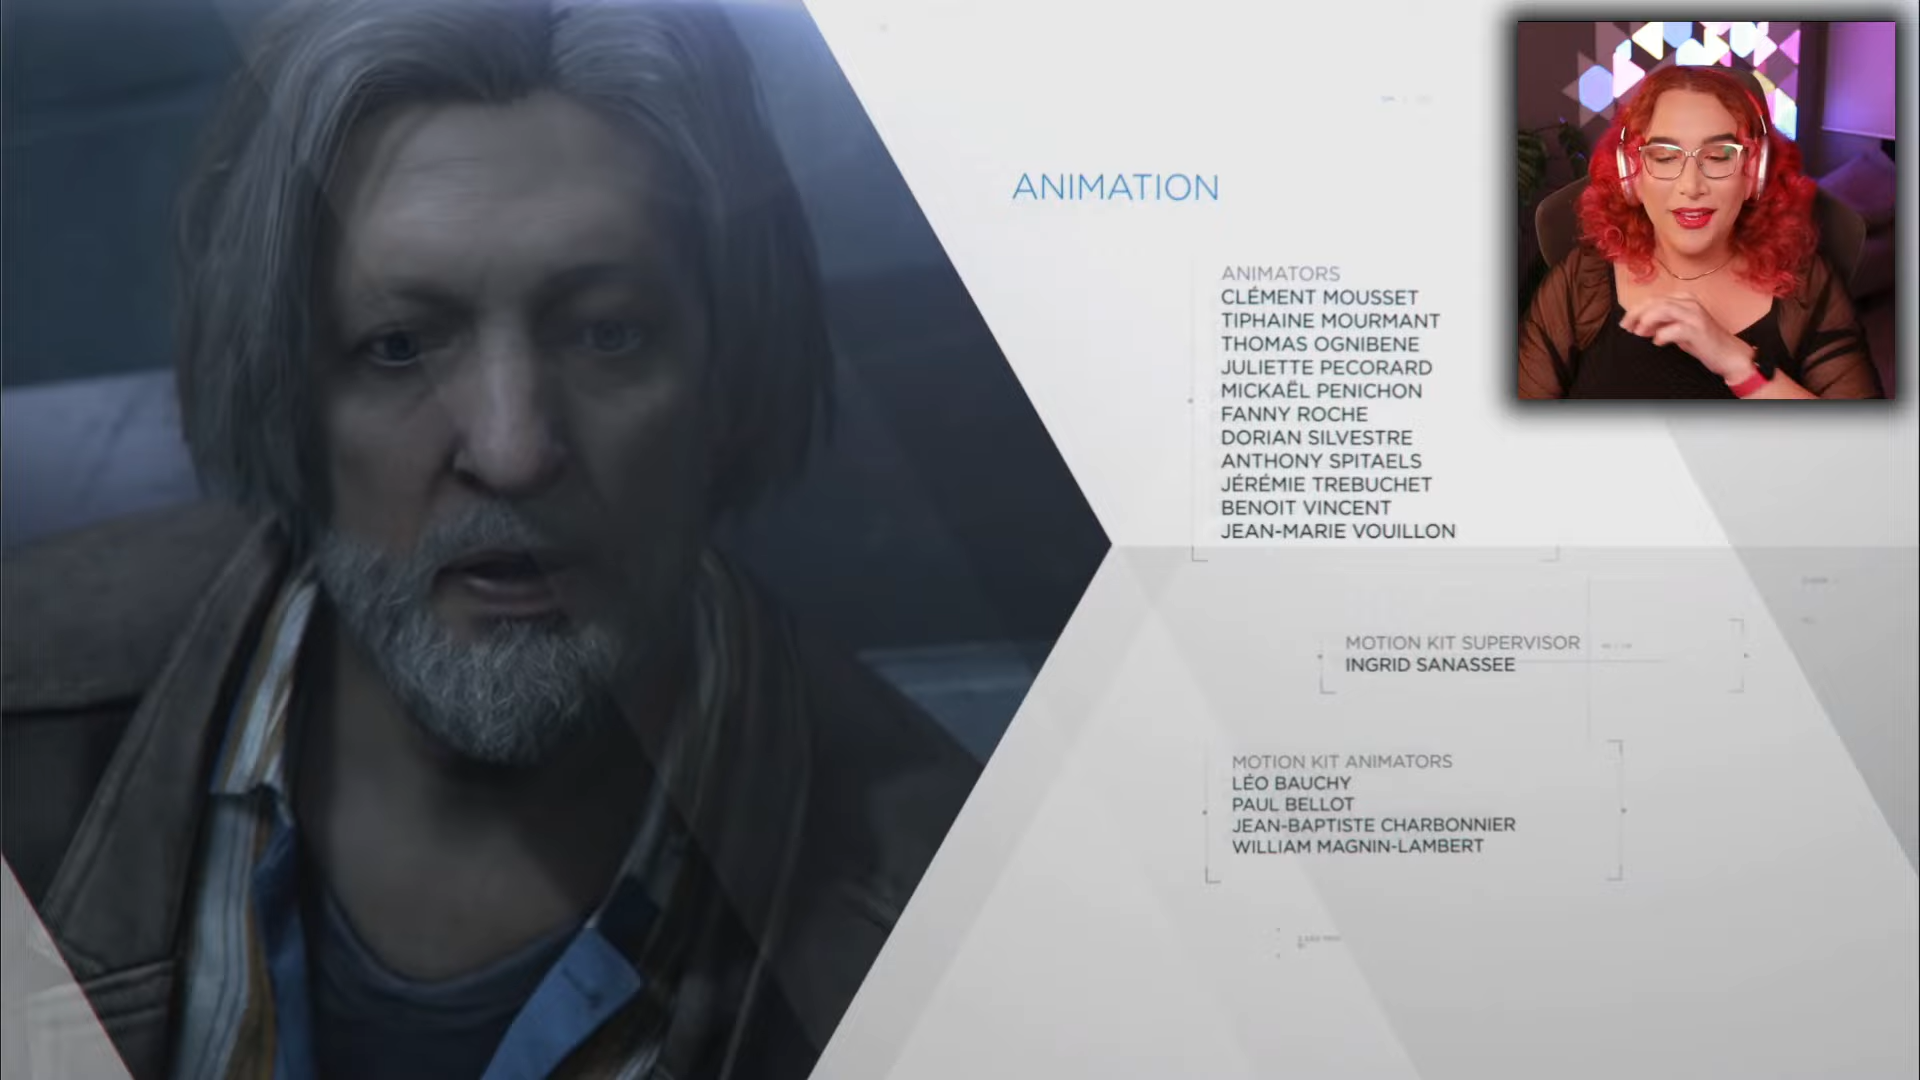 ANIMATION
ANIMATORS
CLÉMENT MOUSSET
TIPHAINE MOURMANT
THOMAS OGNIBENE
JULIETTE PECORARD
MICKAËL PENICHON
FANNY ROCHE
DORIAN SILVESTRE
ANTHONY SPITAELS
JÉRÉMIE TREBUCHET
BENOIT VINCENT
JEAN-MARIE VOUILLON
MOTION KIT SUPERVISOR
INGRID SANASSEE
MOTION KIT ANIMATORS
LÉO BAUCHY
PAUL BELLOT
JEAN-BAPTISTE CHARBONNIER
WILLIAM MAGNIN-LAMBERT